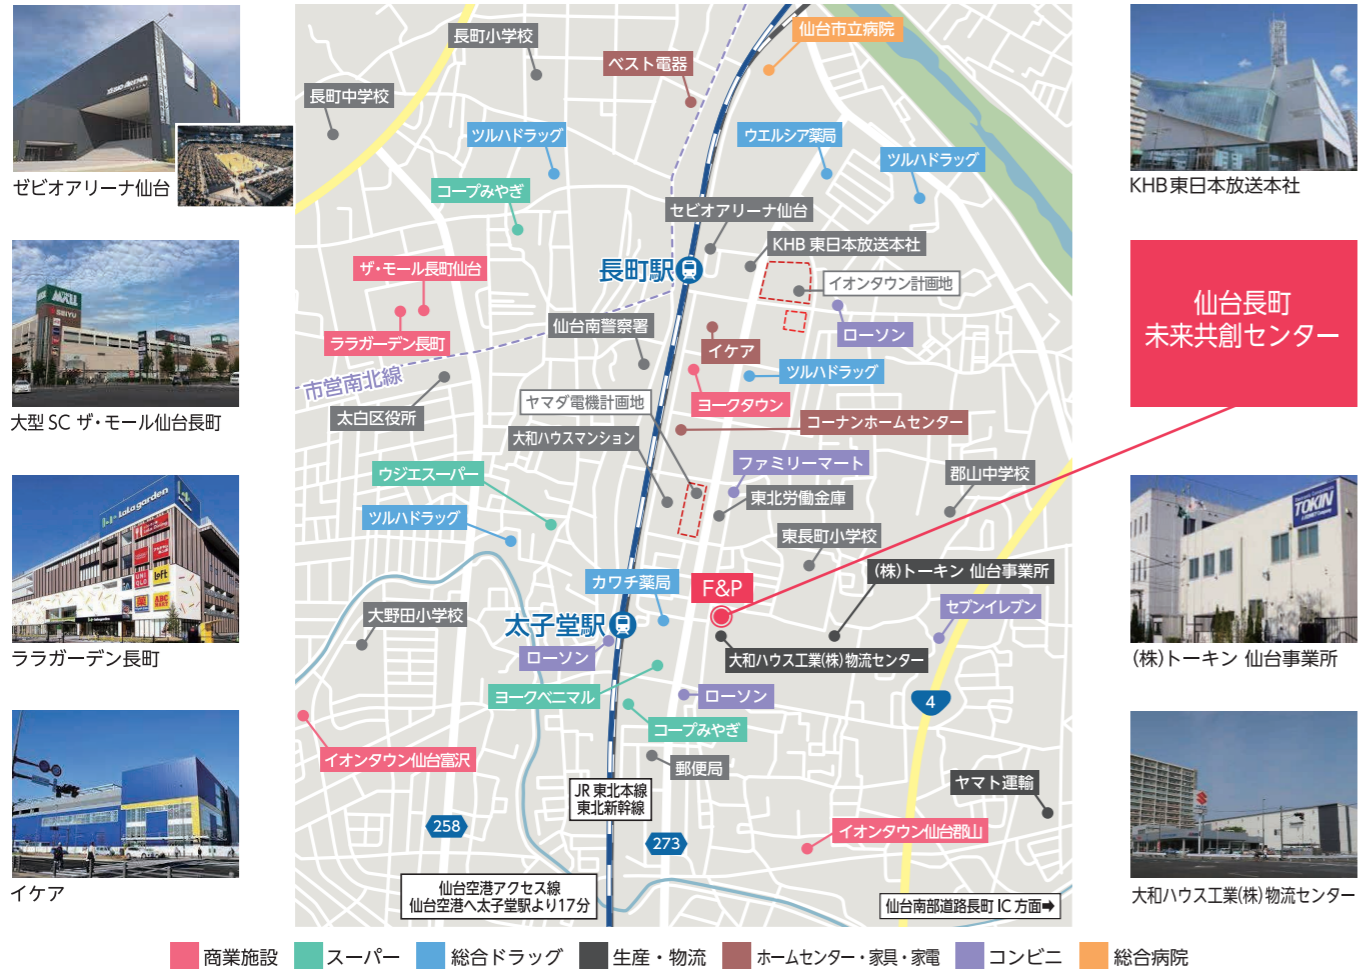 ゼビオアリーナ仙台
MALL
SEIYU
大型 SC ザ・モール仙台長町
LaLa garden
UNI
QLO
Loft
ABC
MART
ララガーデン長町
イケア
長町小学校
仙台市立病院
ベスト電器
長町中学校
ツルハドラッグ
ウエルシア薬局
ツルハドラッグ
コープみやぎ
セビオアリーナ仙台
KHB 東日本放送本社
ザ・モール長町仙台
長町駅
イオンタウン計画地
ララガーデン長町
仙台南警察署
ローソン
イケア
市営南北線
ツルハドラッグ
太白区役所
ヤマダ電機計画地
ヨークタウン
大和ハウスマンション
コーナンホームセンター
ウジエスーパー
ファミリーマート
郡山中学校
東北労働金庫
ツルハドラッグ
東長町小学校
カワチ薬局
F&P
(株)トーキン 仙台事業所
大野田小学校
太子堂駅
セブンイレブン
ローソン
大和ハウス工業(株)物流センター
ヨークベニマル
ローソン
4
コープみやぎ
イオンタウン仙台富沢
郵便局
JR 東北本線
東北新幹線
ヤマト運輸
258
273
イオンタウン仙台郡山
仙台空港アクセス線
仙台空港へ太子堂駅より17分
仙台南部道路長町 IC 方面➡
KHB東日本放送本社
仙台長町
未来共創センター
TOKIN
(株)トーキン 仙台事業所
大和ハウス工業(株)物流センター
商業施設
スーパー
総合ドラッグ
生産・物流
ホームセンター・家具・家電
コンビニ
総合病院